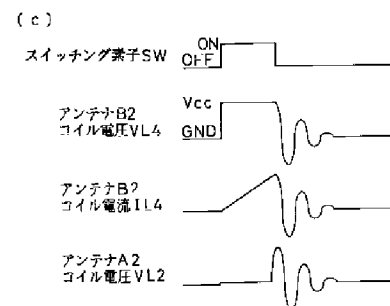 (c)
スイッチング素子SW
ON
OFF
アンテナB2
コイル電圧VL4
Vcc
GND
アンテナB2
コイル電流IL4
アンテナA2
コイル電圧VL2